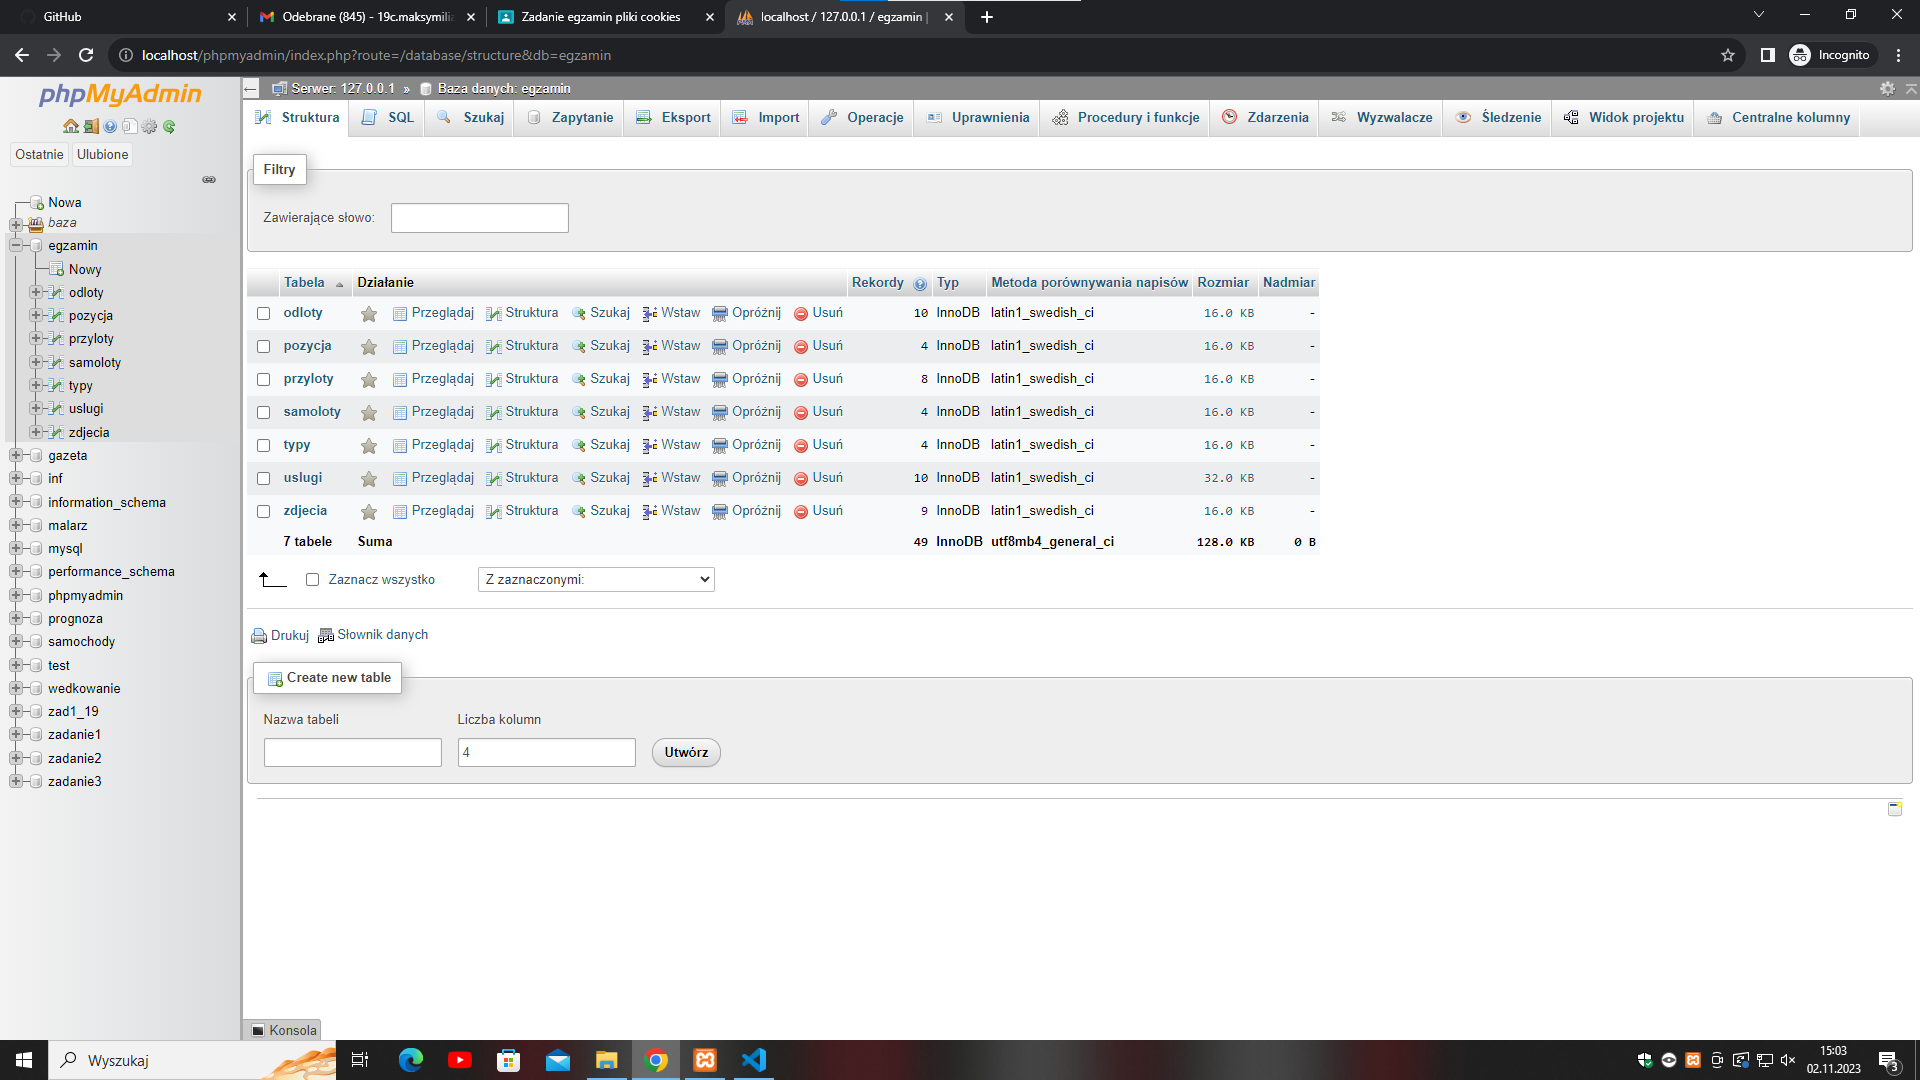 GitHub
Odebrane (845) - 19c.maksymilia
Zadanie egzamin pliki cookies
localhost / 127.0.0.1 / egzamin |
localhost/phpmyadmin/index.php?route=/database/structure&db=egzamin
Incognito
phpMyAdmin
Ostatnie Ulubione
Nowa
baza
egzamin
Nowy
odloty
pozycja
przyloty
samoloty
typy
uslugi
zdjecia
gazeta
inf
information_schema
malarz
mysql
performance_schema
phpmyadmin
prognoza
samochody
test
wedkowanie
zad1_19
zadanie1
zadanie2
zadanie3
Serwer: 127.0.0.1 » Baza danych: egzamin
Struktura SQL Szukaj Zapytanie Eksport Import Operacje Uprawnienia Procedury i funkcje Zdarzenia Wyzwalacze Śledzenie Widok projektu Centralne kolumny
Filtry
Zawierające słowo:
Tabela Działanie Rekordy Typ Metoda porównywania napisów Rozmiar Nadmiar
odloty Przeglądaj Struktura Szukaj Wstaw Opróżnij Usuń 10 InnoDB latin1_swedish_ci 16.0 KB -
pozycja Przeglądaj Struktura Szukaj Wstaw Opróżnij Usuń 4 InnoDB latin1_swedish_ci 16.0 KB -
przyloty Przeglądaj Struktura Szukaj Wstaw Opróżnij Usuń 8 InnoDB latin1_swedish_ci 16.0 KB -
samoloty Przeglądaj Struktura Szukaj Wstaw Opróżnij Usuń 4 InnoDB latin1_swedish_ci 16.0 KB -
typy Przeglądaj Struktura Szukaj Wstaw Opróżnij Usuń 4 InnoDB latin1_swedish_ci 16.0 KB -
uslugi Przeglądaj Struktura Szukaj Wstaw Opróżnij Usuń 10 InnoDB latin1_swedish_ci 32.0 KB -
zdjecia Przeglądaj Struktura Szukaj Wstaw Opróżnij Usuń 9 InnoDB latin1_swedish_ci 16.0 KB -
7 tabele Suma 49 InnoDB utf8mb4_general_ci 128.0 KB 0 B
Zaznacz wszystko Z zaznaczonymi:
Drukuj Słownik danych
Create new table
Nazwa tabeli Liczba kolumn
4 Utwórz
Konsola
Wyszukaj
15:03
02.11.2023
3